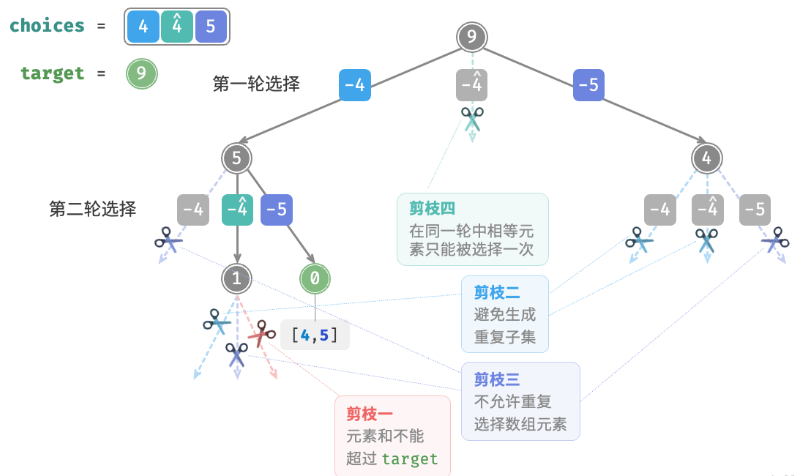 choices = 4 4̂ 5
target = 9
9
第一轮选择 -4 -4̂ -5
5 4
第二轮选择 -4 -4̂ -5 -4 -4̂ -5
剪枝四
在同一轮中相等元
素只能被选择一次
1 0
[4,5]
剪枝二
避免生成
重复子集
剪枝三
不允许重复
选择数组元素
剪枝一
元素和不能
超过 target